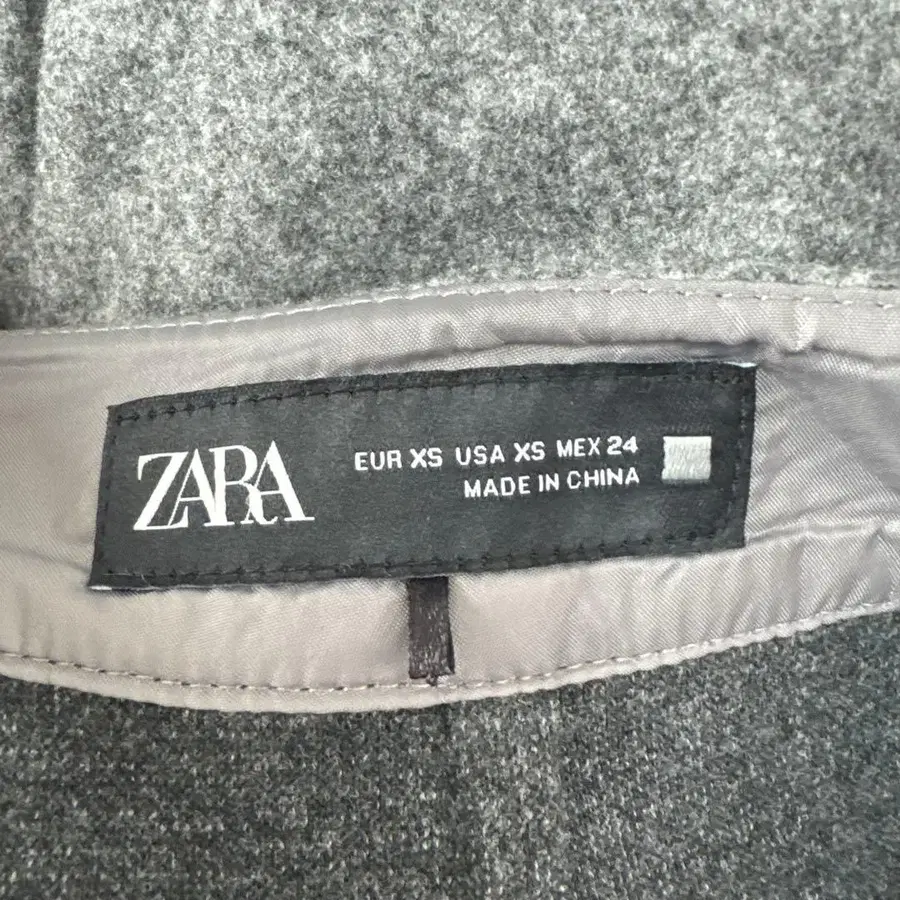 ZARA
EUR XS USA XS MEX 24
MADE IN CHINA